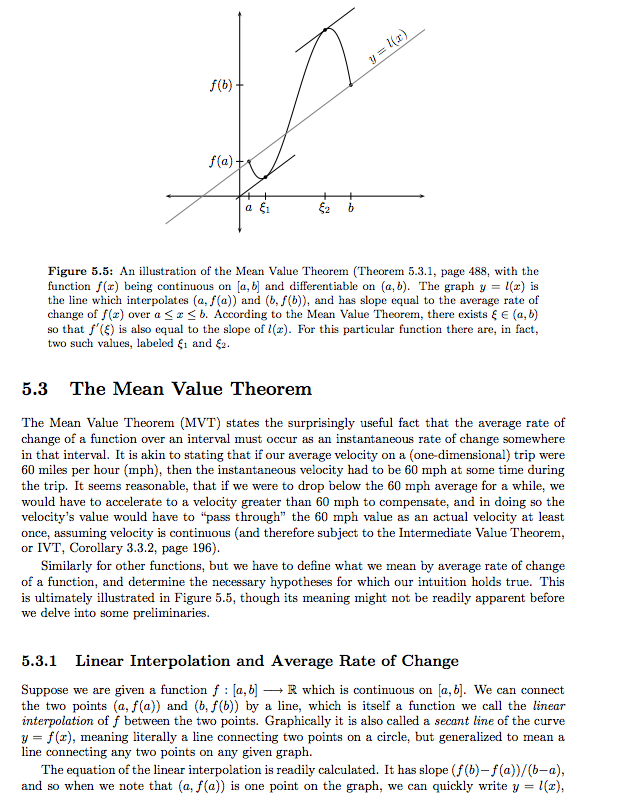 y = l(x)
f(b)
f(a)
a ξ₁ ξ₂ b
Figure 5.5: An illustration of the Mean Value Theorem (Theorem 5.3.1, page 488, with the
function f(x) being continuous on [a, b] and differentiable on (a, b). The graph y = l(x) is
the line which interpolates (a, f(a)) and (b, f(b)), and has slope equal to the average rate of
change of f(x) over a ≤ x ≤ b. According to the Mean Value Theorem, there exists ξ ∈ (a, b)
so that f′(ξ) is also equal to the slope of l(x). For this particular function there are, in fact,
two such values, labeled ξ₁ and ξ₂.
5.3 The Mean Value Theorem
The Mean Value Theorem (MVT) states the surprisingly useful fact that the average rate of
change of a function over an interval must occur as an instantaneous rate of change somewhere
in that interval. It is akin to stating that if our average velocity on a (one-dimensional) trip were
60 miles per hour (mph), then the instantaneous velocity had to be 60 mph at some time during
the trip. It seems reasonable, that if we were to drop below the 60 mph average for a while, we
would have to accelerate to a velocity greater than 60 mph to compensate, and in doing so the
velocity's value would have to “pass through” the 60 mph value as an actual velocity at least
once, assuming velocity is continuous (and therefore subject to the Intermediate Value Theorem,
or IVT, Corollary 3.3.2, page 196).
Similarly for other functions, but we have to define what we mean by average rate of change
of a function, and determine the necessary hypotheses for which our intuition holds true. This
is ultimately illustrated in Figure 5.5, though its meaning might not be readily apparent before
we delve into some preliminaries.
5.3.1 Linear Interpolation and Average Rate of Change
Suppose we are given a function f : [a, b] ⟶ ℝ which is continuous on [a, b]. We can connect
the two points (a, f(a)) and (b, f(b)) by a line, which is itself a function we call the linear
interpolation of f between the two points. Graphically it is also called a secant line of the curve
y = f(x), meaning literally a line connecting two points on a circle, but generalized to mean a
line connecting any two points on any given graph.
The equation of the linear interpolation is readily calculated. It has slope (f(b)−f(a))/(b−a),
and so when we note that (a, f(a)) is one point on the graph, we can quickly write y = l(x),